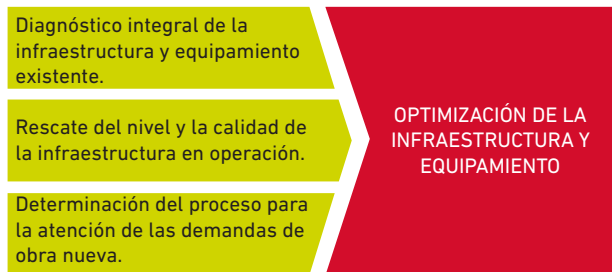 Diagnóstico integral de la
infraestructura y equipamiento
existente.
Rescate del nivel y la calidad de
la infraestructura en operación.
Determinación del proceso para
la atención de las demandas de
obra nueva.
OPTIMIZACIÓN DE LA
INFRAESTRUCTURA Y
EQUIPAMIENTO